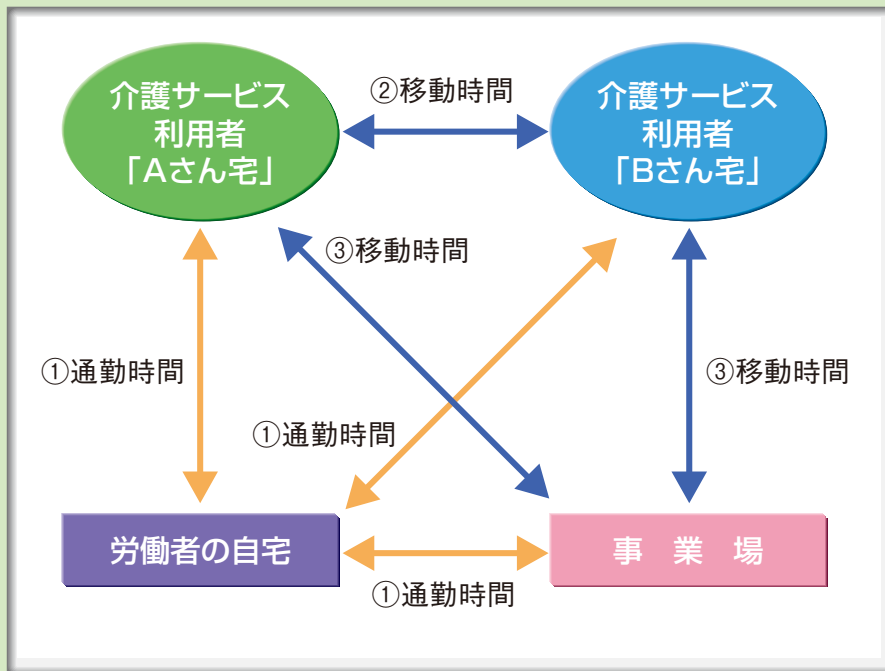 介護サービス
利用者
「Aさん宅」
②移動時間
介護サービス
利用者
「Bさん宅」
③移動時間
①通勤時間
③移動時間
①通勤時間
労働者の自宅
事 業 場
①通勤時間